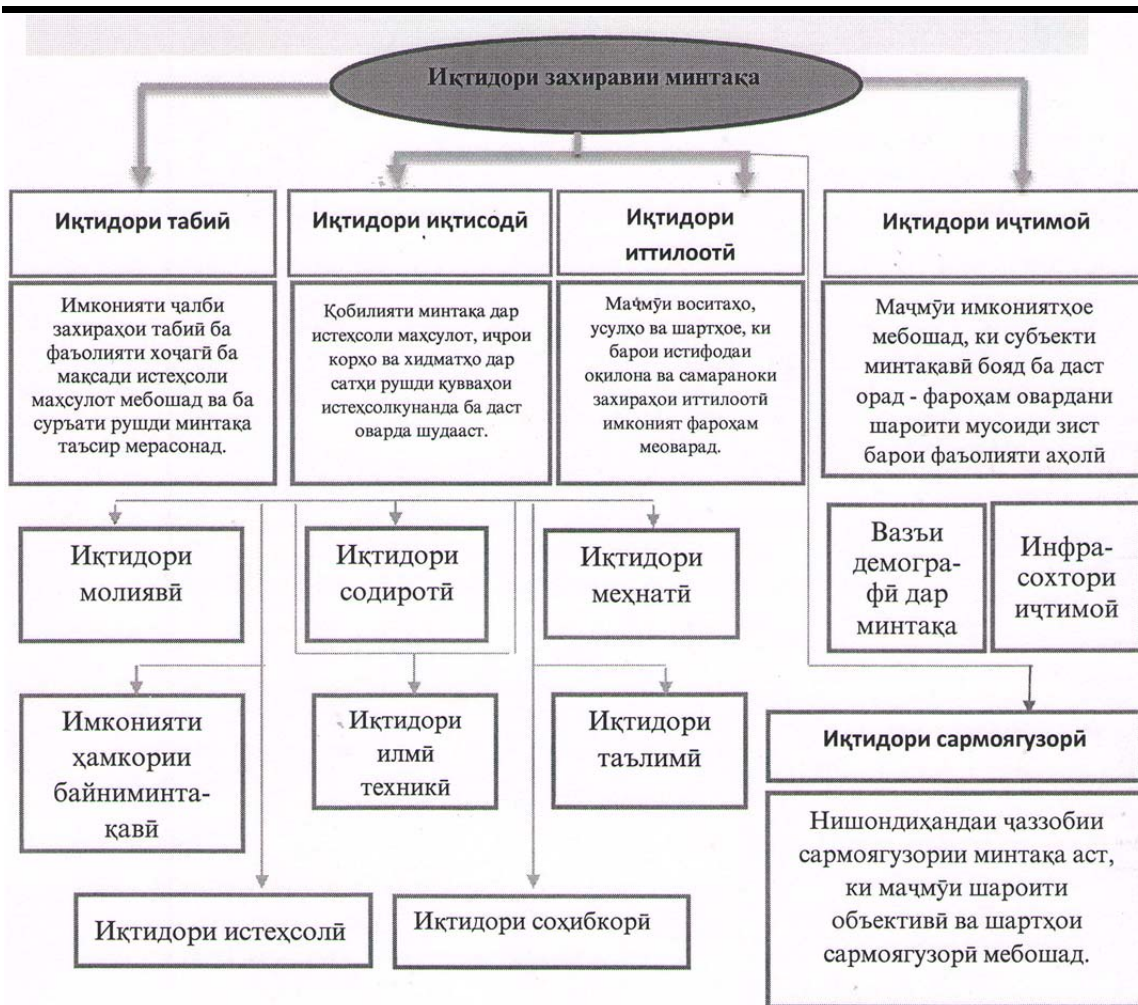 Иқтидори захиравии минтақа
Иқтидори табиӣ
Имконияти ҷалби
захираҳои табиӣ ба
фаъолияти хоҷагӣ ба
мақсади истеҳсоли
маҳсулот мебошад ва ба
суръати рушди минтақа
таъсир мерасонад.
Иқтидори иқтисодӣ
Қобилияти минтақа дар
истеҳсоли маҳсулот, иҷрои
корҳо ва хидматҳо дар
сатҳи рушди қувваҳои
истеҳсолкунанда ба даст
оварда шудааст.
Иқтидори
иттилоотӣ
Маҷмӯи воситаҳо,
усулҳо ва шартҳое, ки
барои истифодаи
оқилона ва самараноки
захираҳои иттилоотӣ
имконият фароҳам
меоварад.
Иқтидори иҷтимоӣ
Маҷмӯи имкониятҳое
мебошад, ки субъекти
минтақавӣ бояд ба даст
орад - фароҳам овардани
шароити мусоиди зист
барои фаъолияти аҳолӣ
Иқтидори
молиявӣ
Иқтидори
содиротӣ
Иқтидори
меҳнатӣ
Вазъи
демогра-
фӣ дар
минтақа
Инфра-
сохтори
иҷтимоӣ
Имконияти
ҳамкории
байниминта-
қавӣ
Иқтидори
илмӣ
техникӣ
Иқтидори
таълимӣ
Иқтидори сармоягузорӣ
Нишондиҳандаи ҷаззобии
сармоягузории минтақа аст,
ки маҷмӯи шароити
объективӣ ва шартҳои
сармоягузорӣ мебошад.
Иқтидори истеҳсолӣ
Иқтидори соҳибкорӣ